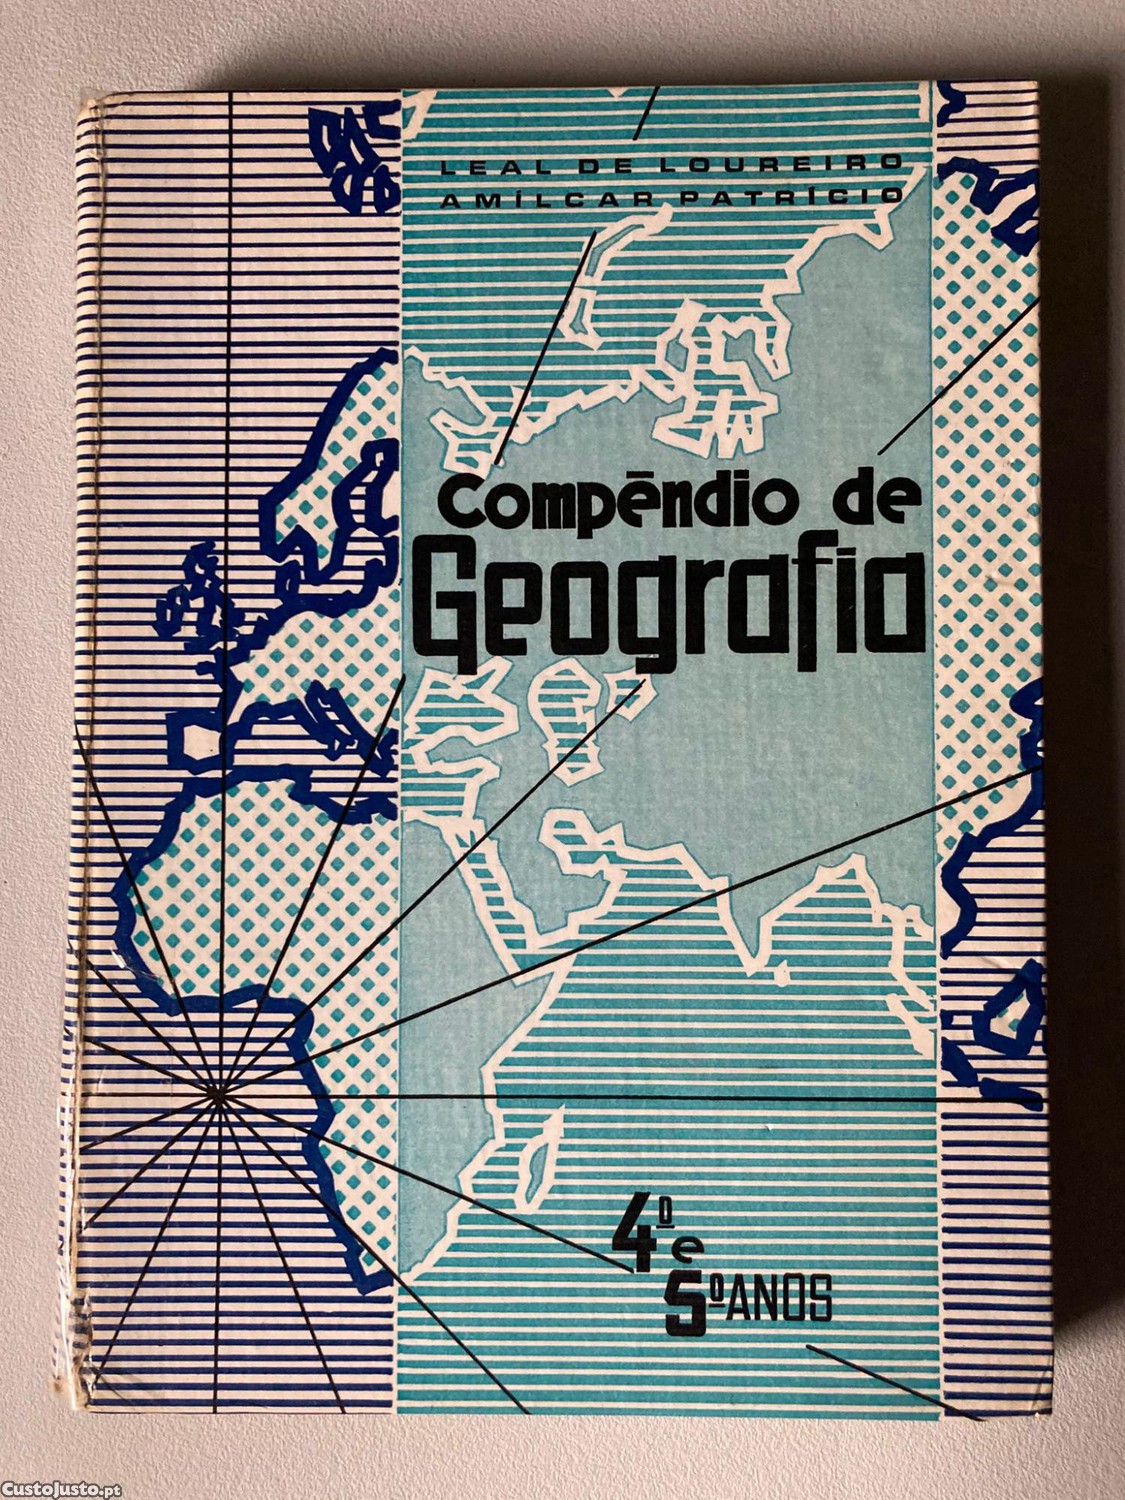 LEAL DE LOUREIRO
AMÍLCAR PATRÍCIO
Compêndio de
Geografia
4º e
5º ANOS
CustoJusto.pt